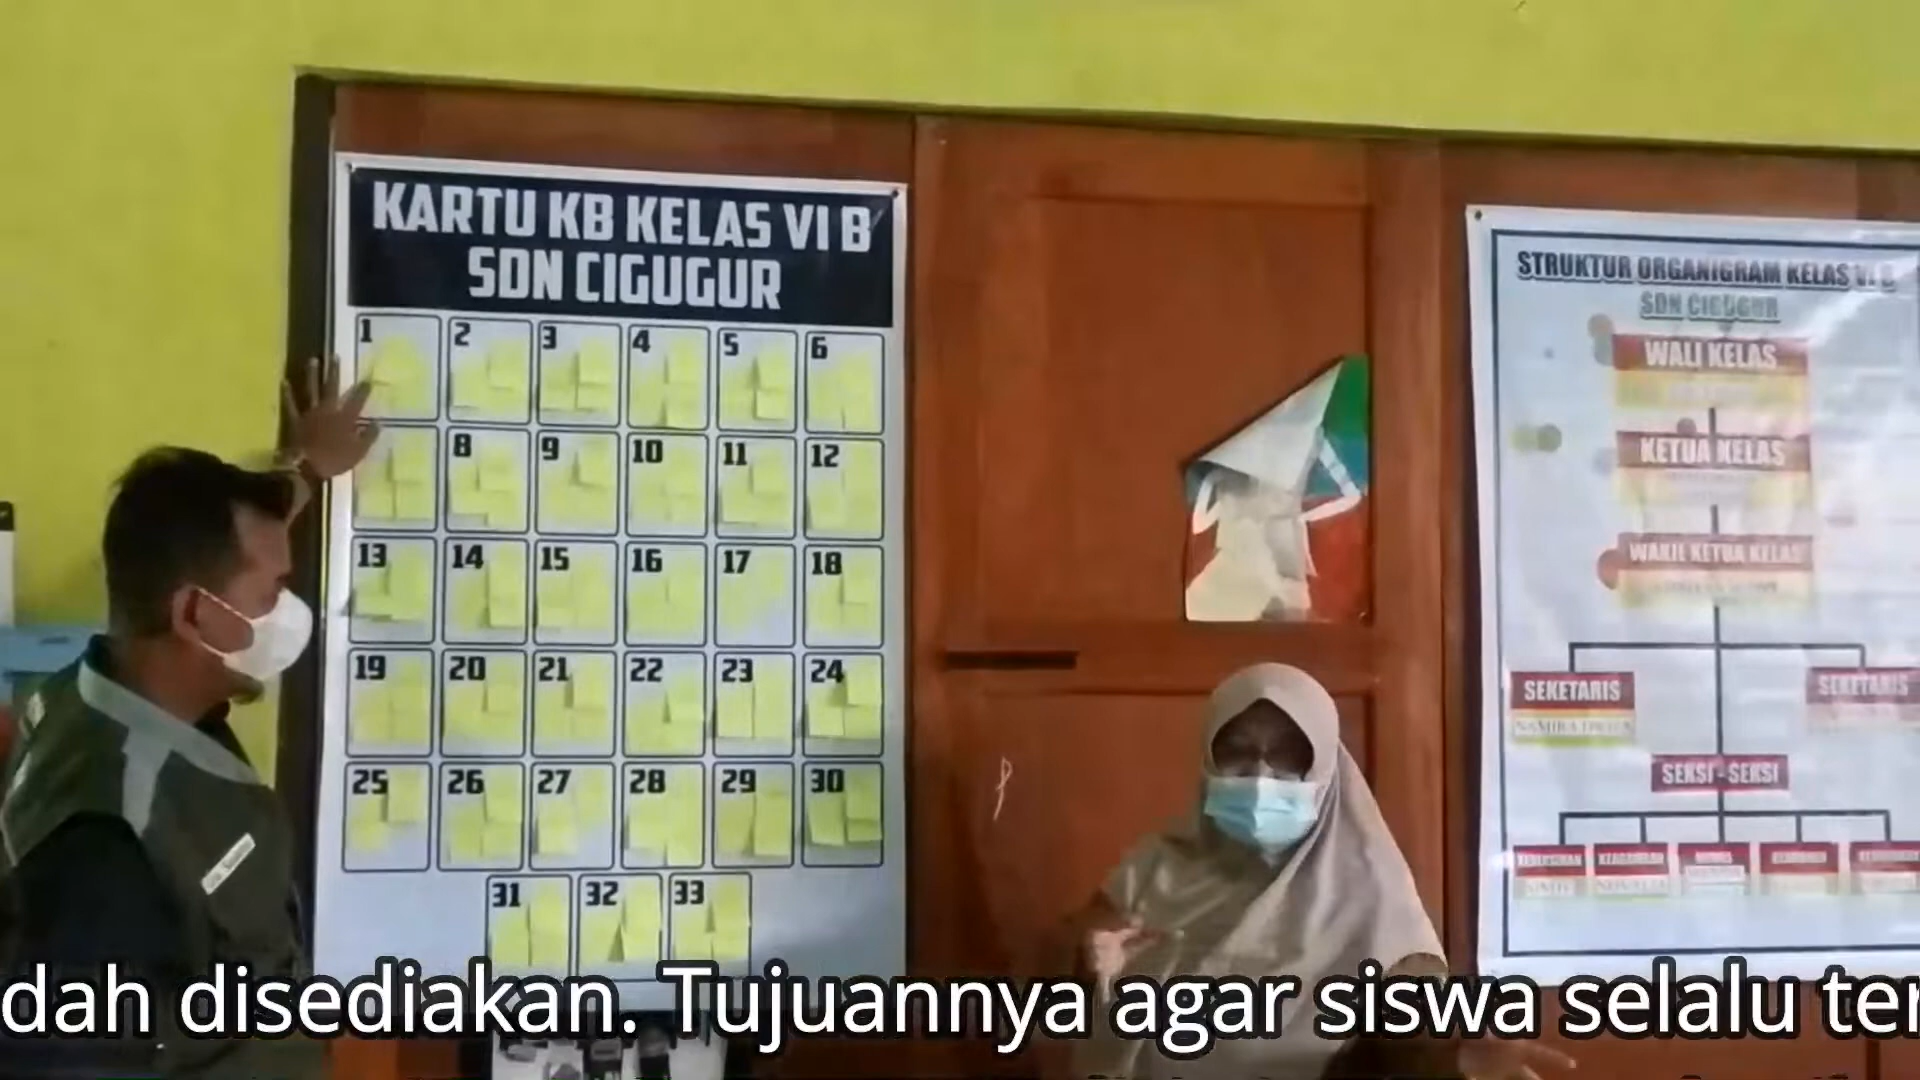 KARTU KB KELAS VI B
SDN CIGUGUR
1 2 3 4 5 6
8 9 10 11 12
13 14 15 16 17 18
19 20 21 22 23 24
25 26 27 28 29 30
31 32 33
STRUKTUR ORGANIGRAM KELAS VI B
SDN CIGUGUR
WALI KELAS
KETUA KELAS
WAKIL KETUA KELAS
SEKETARIS SEKETARIS
SEKSI - SEKSI
dah disediakan. Tujuannya agar siswa selalu ter